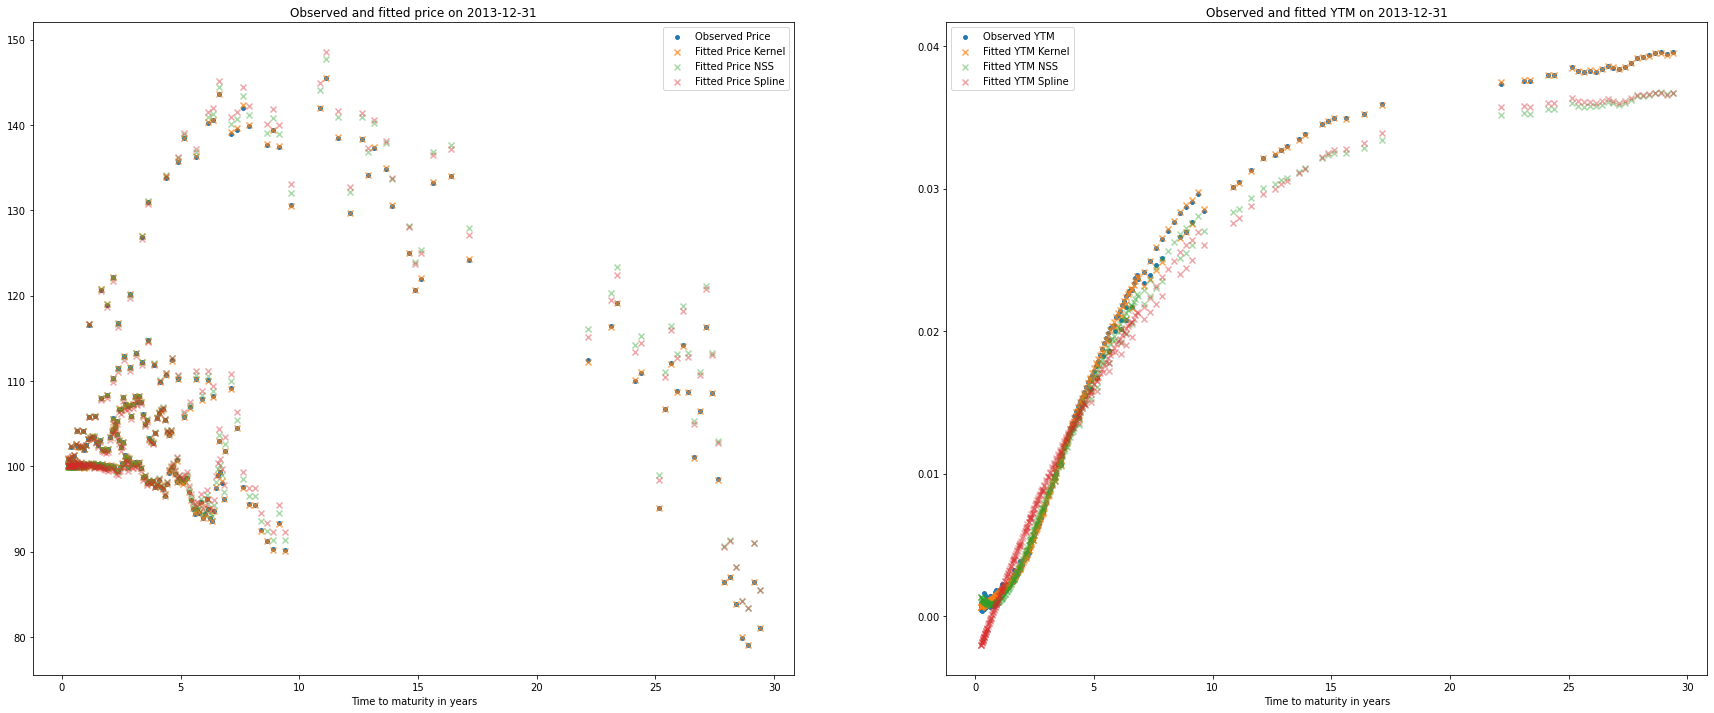 Observed and fitted price on 2013-12-31
150
140
130
120
110
100
90
80
0
5
10
15
20
25
30
Time to maturity in years
Observed Price
Fitted Price Kernel
Fitted Price NSS
Fitted Price Spline
Observed and fitted YTM on 2013-12-31
0.04
0.03
0.02
0.01
0.00
0
5
10
15
20
25
30
Time to maturity in years
Observed YTM
Fitted YTM Kernel
Fitted YTM NSS
Fitted YTM Spline